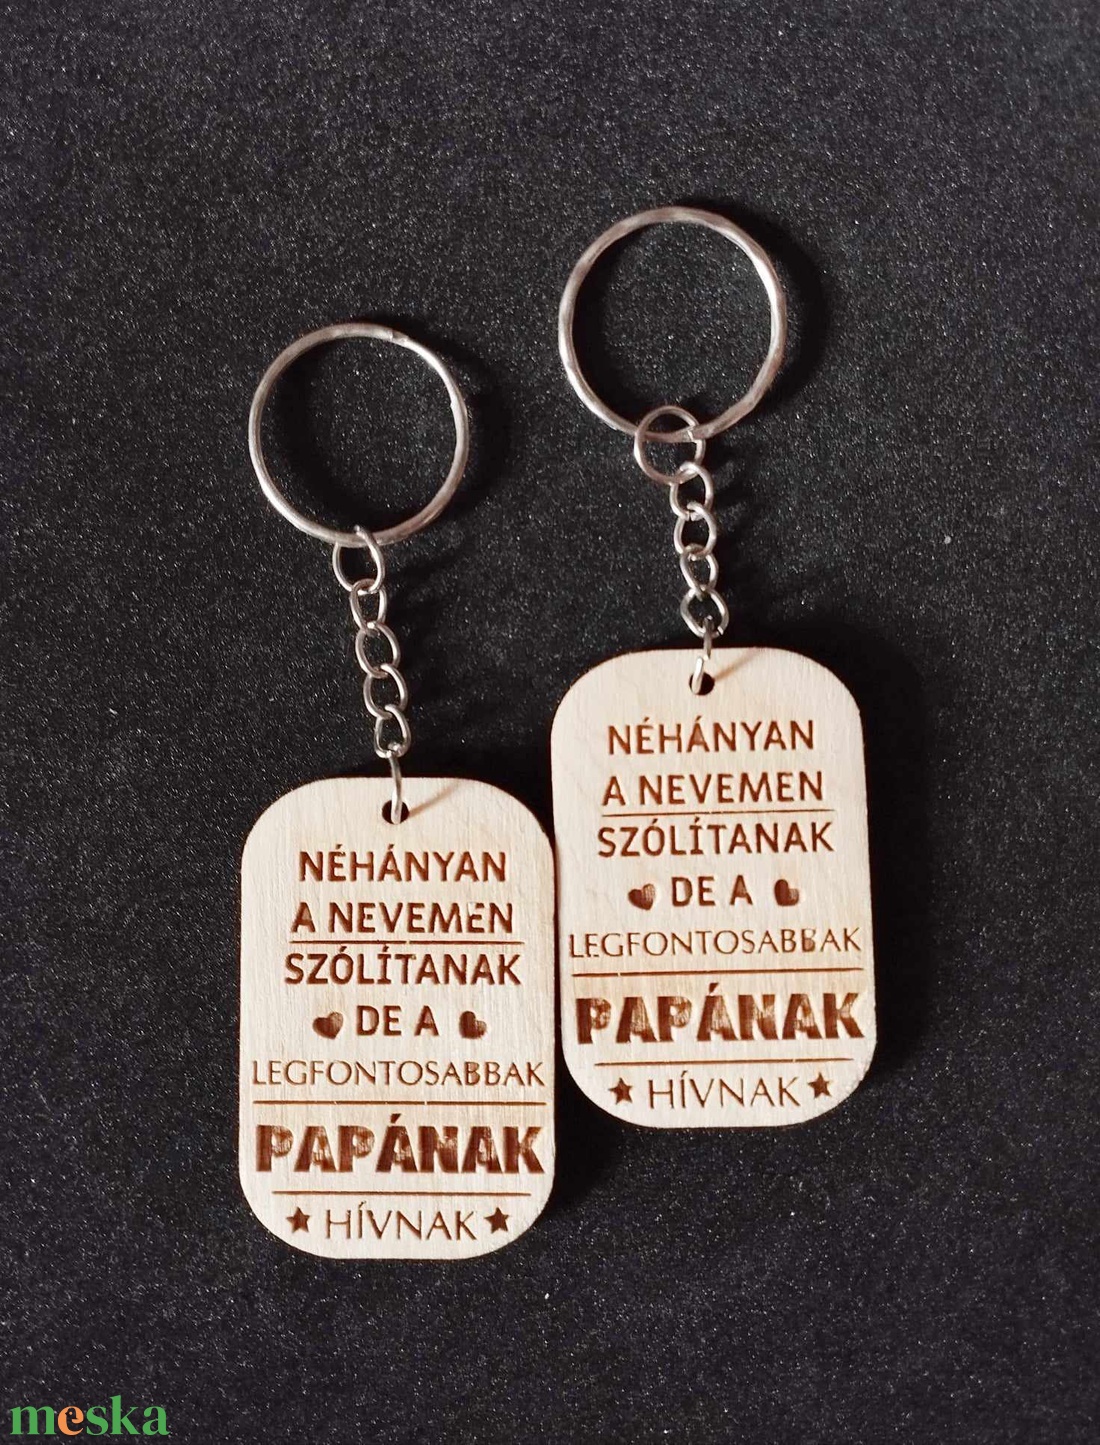 NÉHÁNYAN
A NEVEMEN
SZÓLÍTANAK
DE A
LEGFONTOSABBAK
PAPÁNAK
HÍVNAK
NÉHÁNYAN
A NEVEMEN
SZÓLÍTANAK
DE A
LEGFONTOSABBAK
PAPÁNAK
HÍVNAK
meska